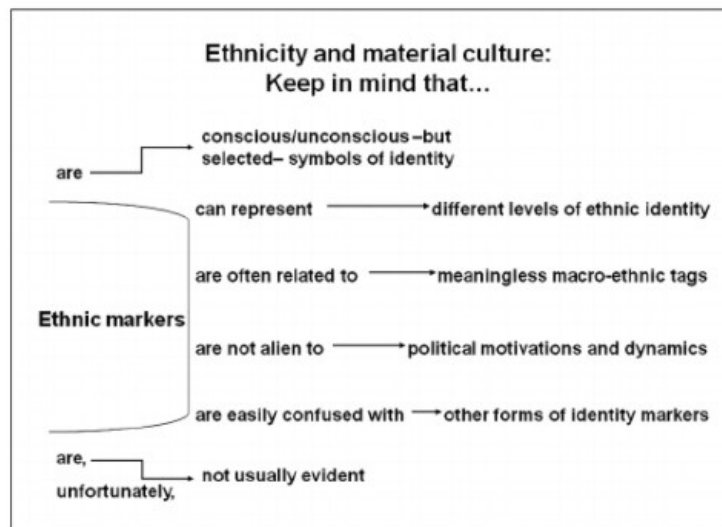 Ethnicity and material culture:
Keep in mind that...
conscious/unconscious –but
are selected– symbols of identity
can represent different levels of ethnic identity
are often related to meaningless macro-ethnic tags
Ethnic markers
are not alien to political motivations and dynamics
are easily confused with other forms of identity markers
are,
not usually evident
unfortunately,